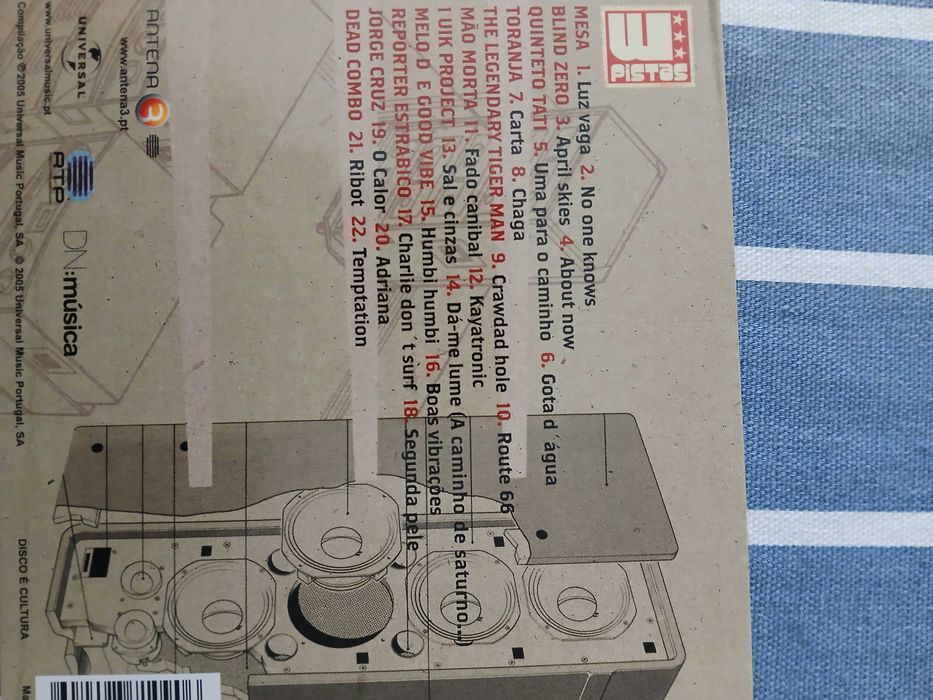 3 PISTAS
MESA 1. Luz vaga 2. No one knows
BLIND ZERO 3. April skies 4. About now
QUINTETO TATI 5. Uma para o caminho 6. Gota d´água
TORANJA 7. Carta 8. Chaga
THE LEGENDARY TIGER MAN 9. Crawdad hole 10. Route 66
MÃO MORTA 11. Fado canibal 12. Kayatronic
1 UIK PROJECT 13. Sal e cinzas 14. Dá-me lume (A caminho de saturno...)
MELO D E GOOD VIBE 15. Humbi humbi 16. Boas vibrações
REPÓRTER ESTRÁBICO 17. Charlie don´t surf 18. Segunda pele
JORGE CRUZ 19. O Calor 20. Adriana
DEAD COMBO 21. Ribot 22. Temptation
ANTENA 3
www.antena3.pt
UNIVERSAL
RTP
DN:música
www.universalmusic.pt
Compilação ℗2005 Universal Music Portugal, SA © 2005 Universal Music Portugal, SA
DISCO É CULTURA